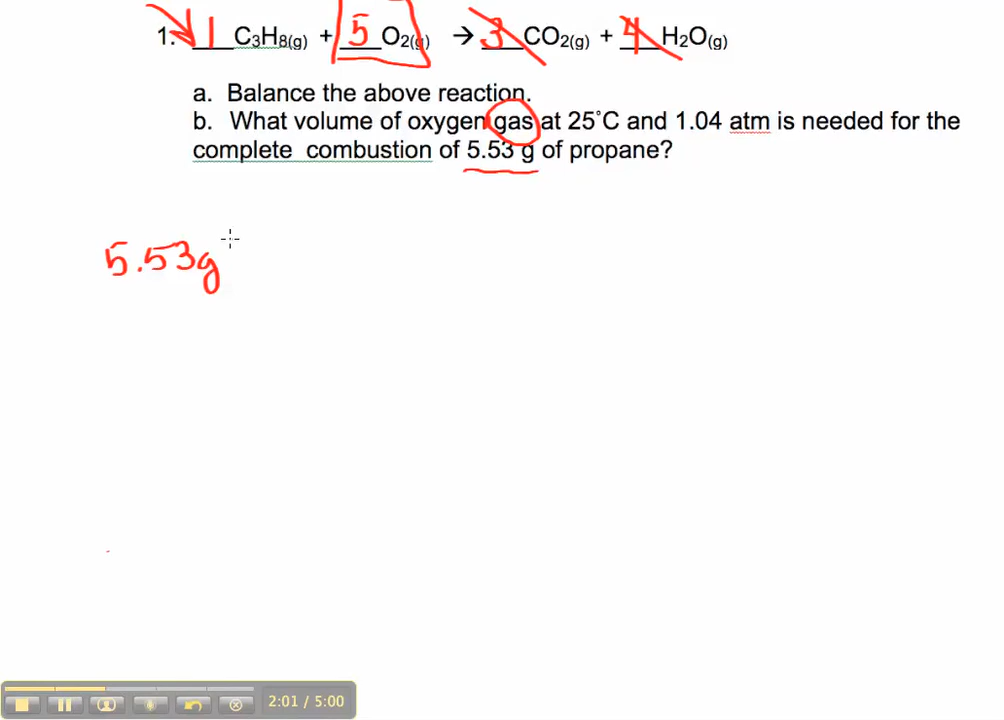 1. 1 C3H8(g) + 5 O2(g) → 3 CO2(g) + 4 H2O(g)
a. Balance the above reaction.
b. What volume of oxygen gas at 25˚C and 1.04 atm is needed for the
complete combustion of 5.53 g of propane?
5.53g
2:01 / 5:00